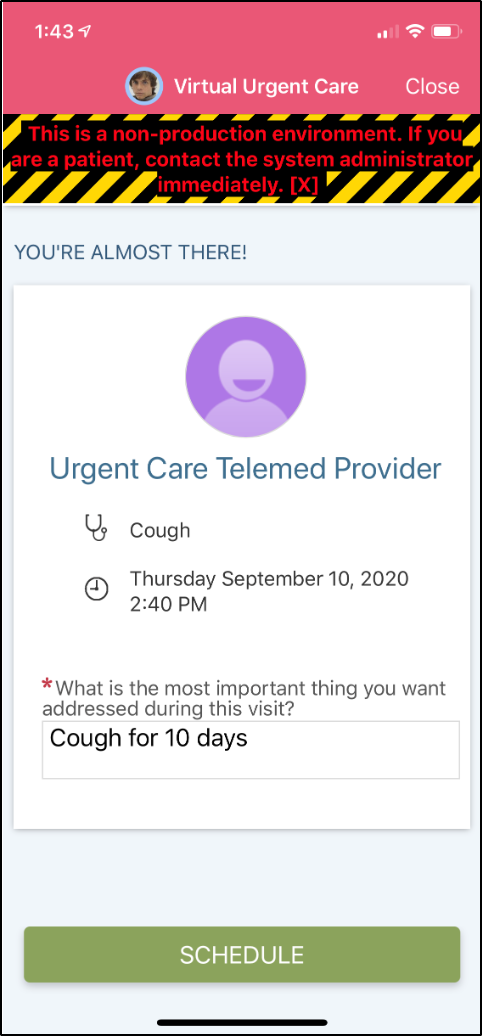 1:43
Virtual Urgent Care
Close
This is a non-production environment. If you
are a patient, contact the system administrator
immediately. [X]
YOU'RE ALMOST THERE!
Urgent Care Telemed Provider
Cough
Thursday September 10, 2020
2:40 PM
*What is the most important thing you want
addressed during this visit?
Cough for 10 days
SCHEDULE